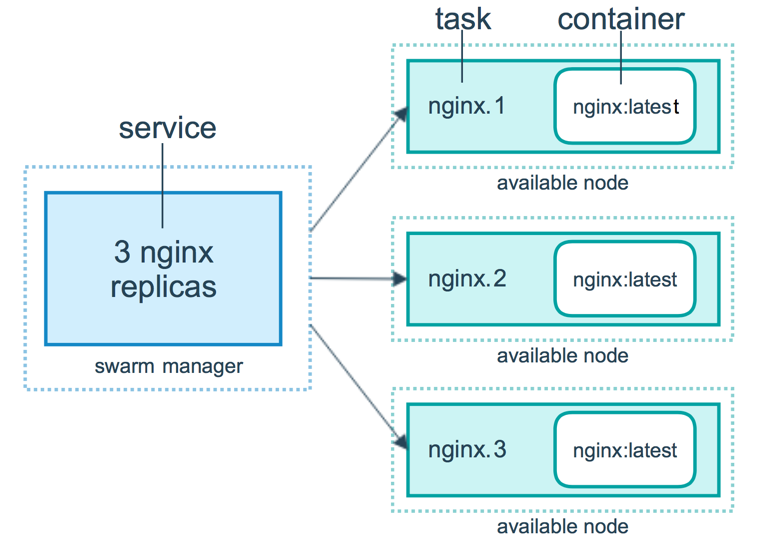 task
container
nginx.1
nginx:latest
available node
service
3 nginx
replicas
swarm manager
nginx.2
nginx:latest
available node
nginx.3
nginx:latest
available node